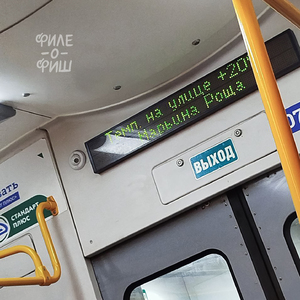 ФИЛЕ
-О-
ФИШ
Темп. на улице +20°
Марьина Роща
ВЫХОД
СТАНДАРТ
ПЛЮС